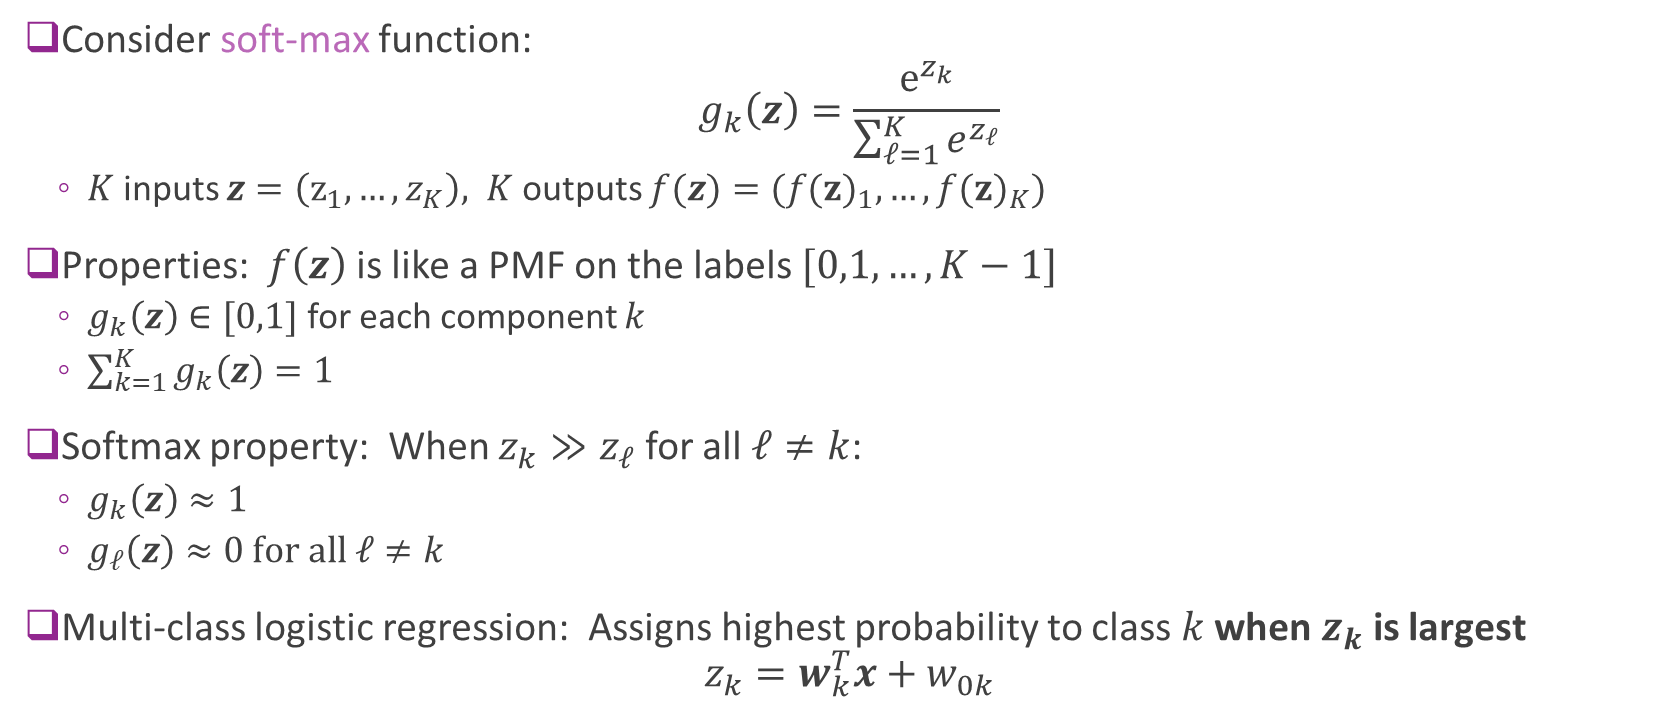 ❑Consider soft-max function:
g_k(𝒛) = e^{z_k} / ∑_{ℓ=1}^{K} e^{z_ℓ}
◦ K inputs 𝒛 = (z_1, … , z_K), K outputs f(𝒛) = (f(𝐳)_1, … , f(𝐳)_K)
❑Properties: f(𝒛) is like a PMF on the labels [0,1, … , K − 1]
◦ g_k(𝒛) ∈ [0,1] for each component k
◦ ∑_{k=1}^{K} g_k(𝒛) = 1
❑Softmax property: When z_k ≫ z_ℓ for all ℓ ≠ k:
◦ g_k(𝒛) ≈ 1
◦ g_ℓ(𝒛) ≈ 0 for all ℓ ≠ k
❑Multi-class logistic regression: Assigns highest probability to class k when z_k is largest
z_k = 𝒘_k^T 𝒙 + w_{0k}